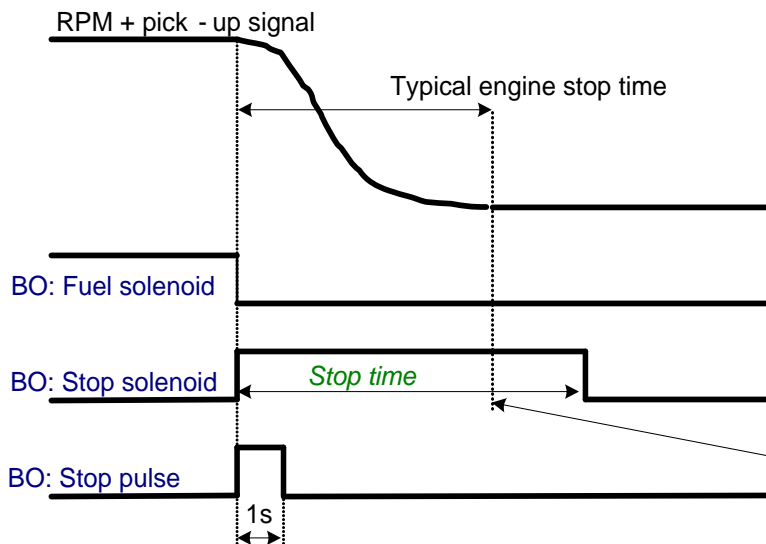 RPM + pick - up signal
Typical engine stop time
BO: Fuel solenoid
BO: Stop solenoid
Stop time
BO: Stop pulse
1s